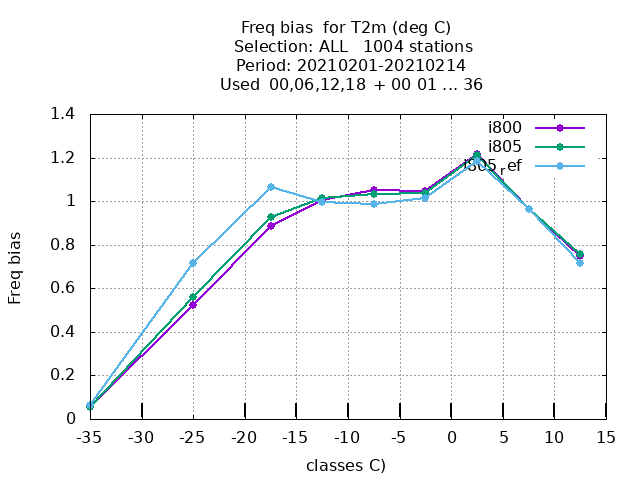 Freq bias  for T2m (deg C)
Selection: ALL   1004 stations
Period: 20210201-20210214
Used  00,06,12,18  + 00 01 ... 36
1.4
1.2
1
0.8
0.6
0.4
0.2
0
Freq bias
i800
i805
i805_ref
-35 -30 -25 -20 -15 -10 -5 0 5 10 15
classes C)